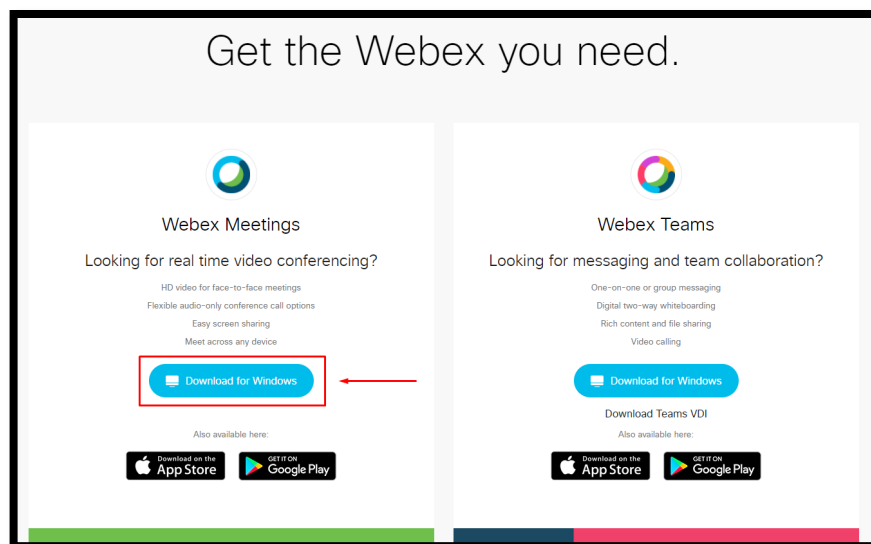 Get the Webex you need.
Webex Meetings
Looking for real time video conferencing?
HD video for face-to-face meetings
Flexible audio-only conference call options
Easy screen sharing
Meet across any device
Download for Windows
Also available here:
Download on the
App Store
GET IT ON
Google Play
Webex Teams
Looking for messaging and team collaboration?
One-on-one or group messaging
Digital two-way whiteboarding
Rich content and file sharing
Video calling
Download for Windows
Download Teams VDI
Also available here:
Download on the
App Store
GET IT ON
Google Play